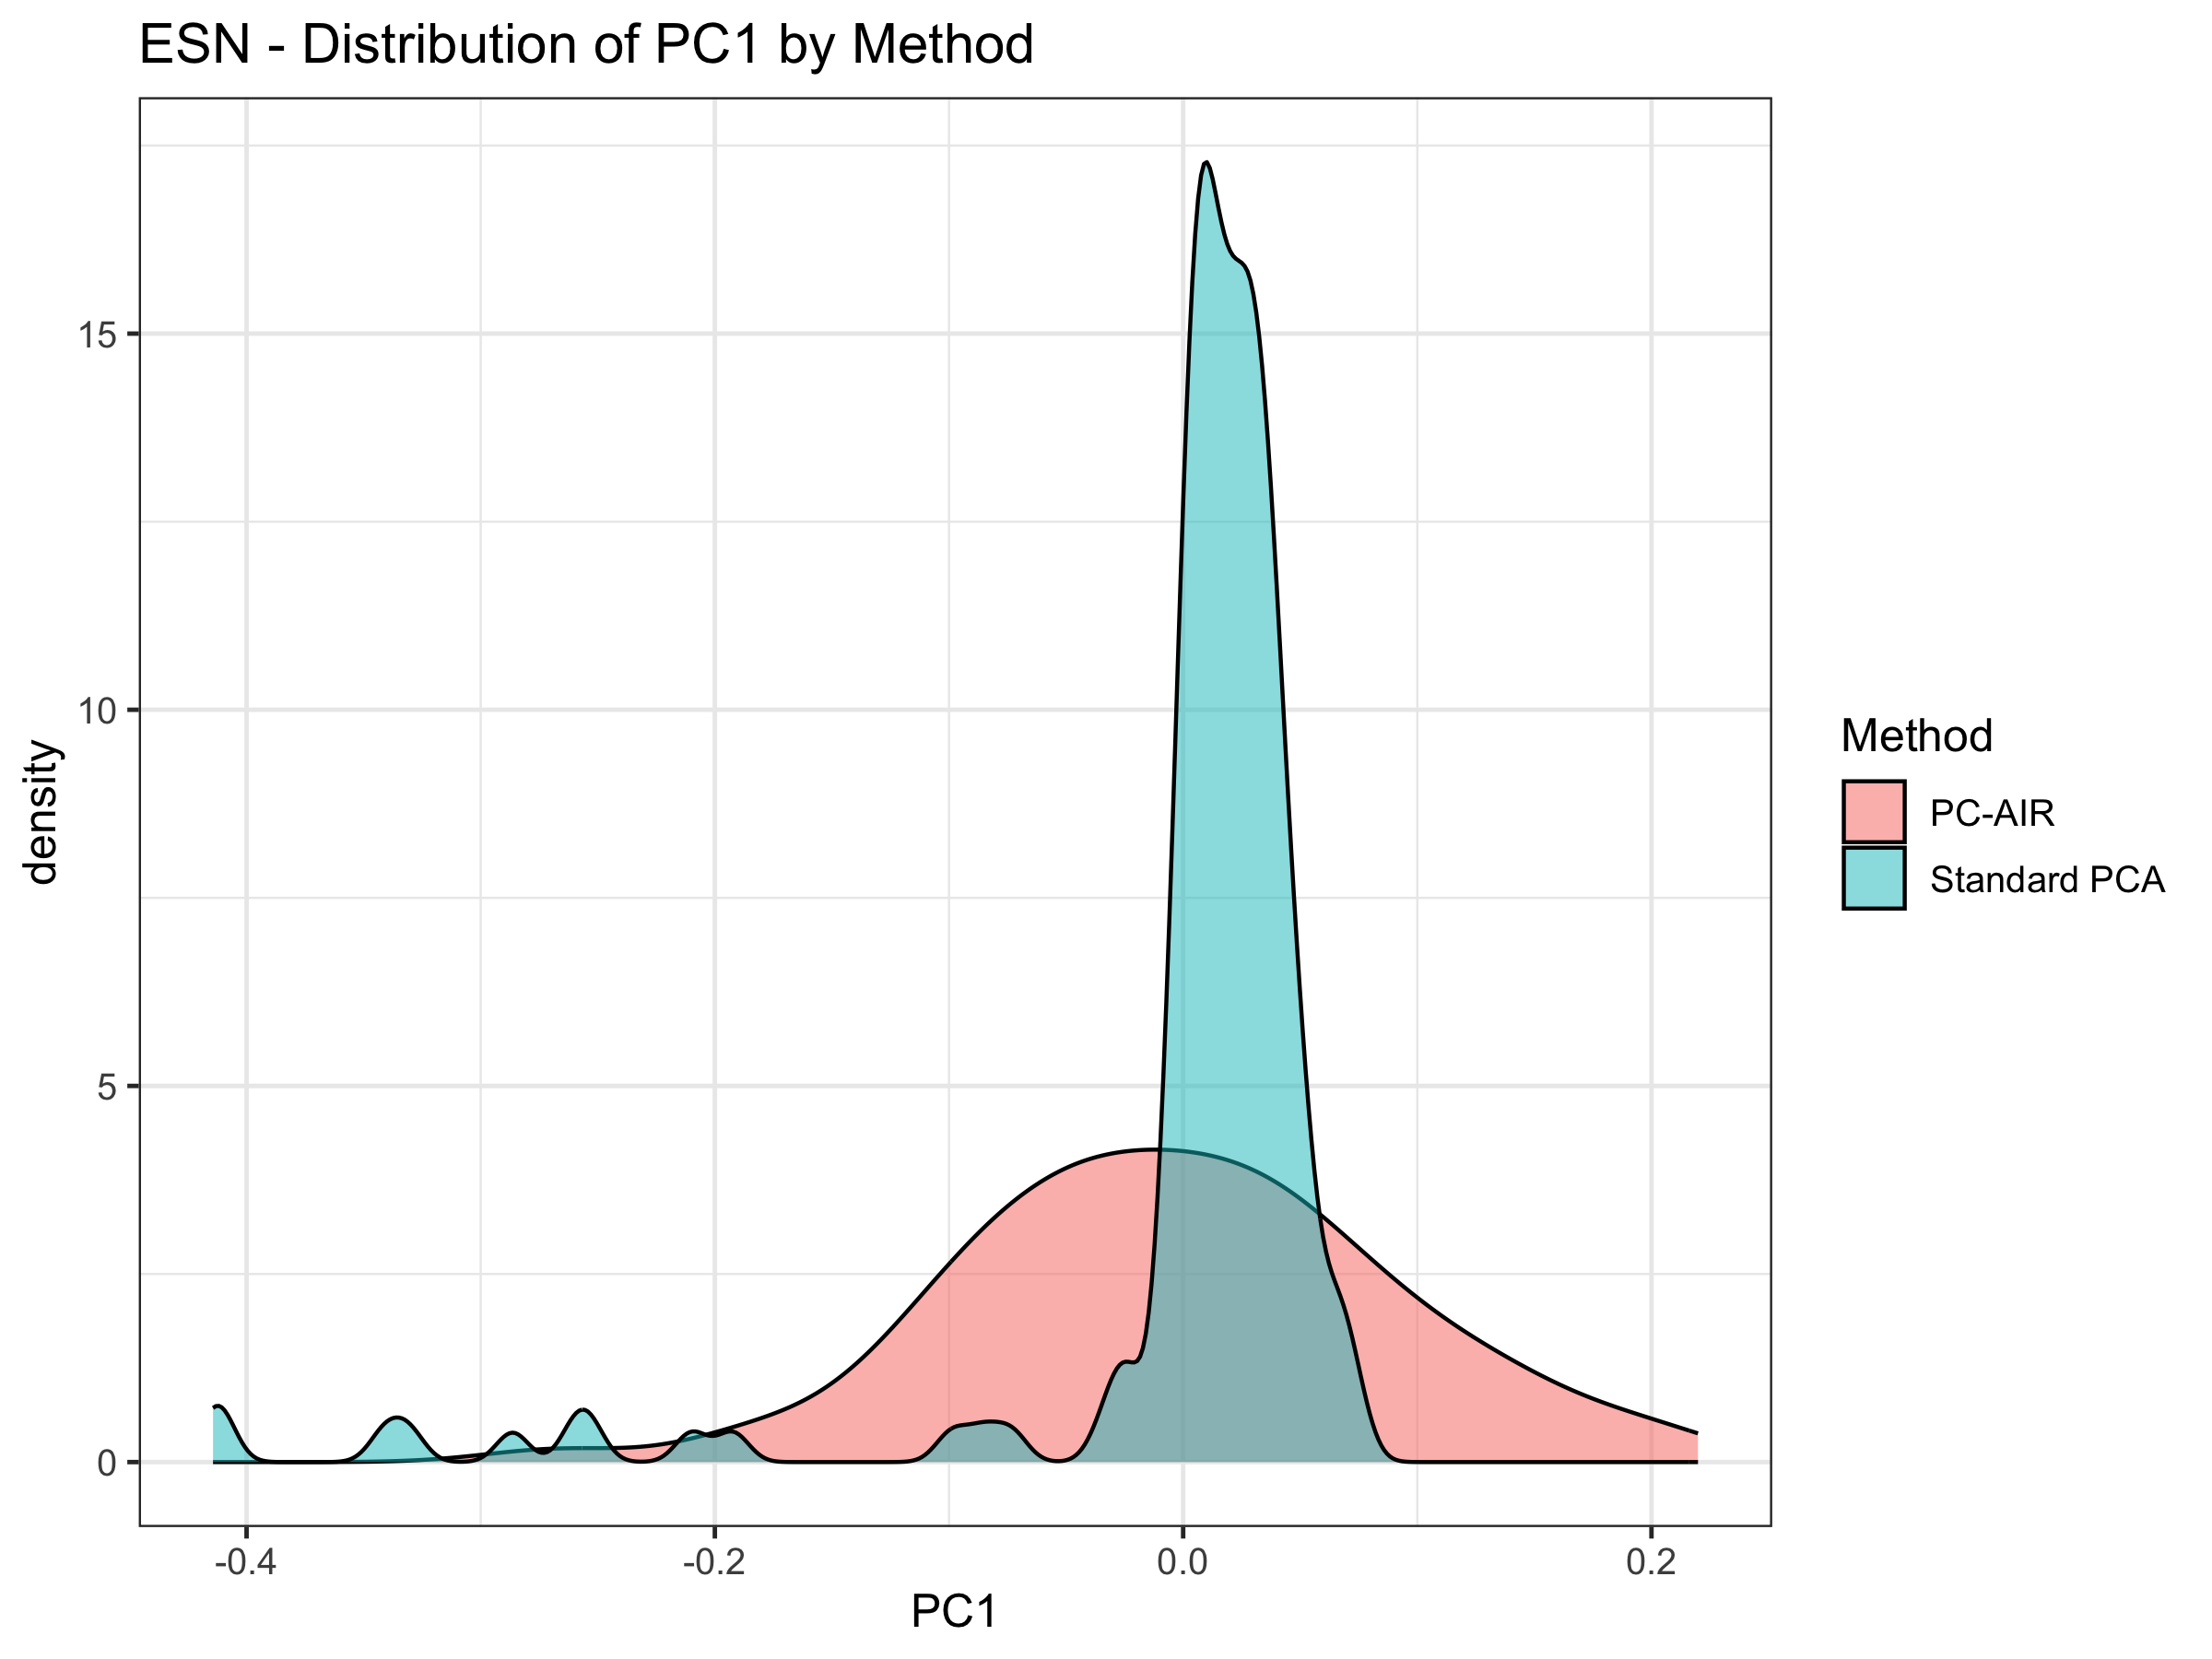 ESN - Distribution of PC1 by Method
density
15
10
5
0
-0.4
-0.2
0.0
0.2
PC1
Method
PC-AIR
Standard PCA